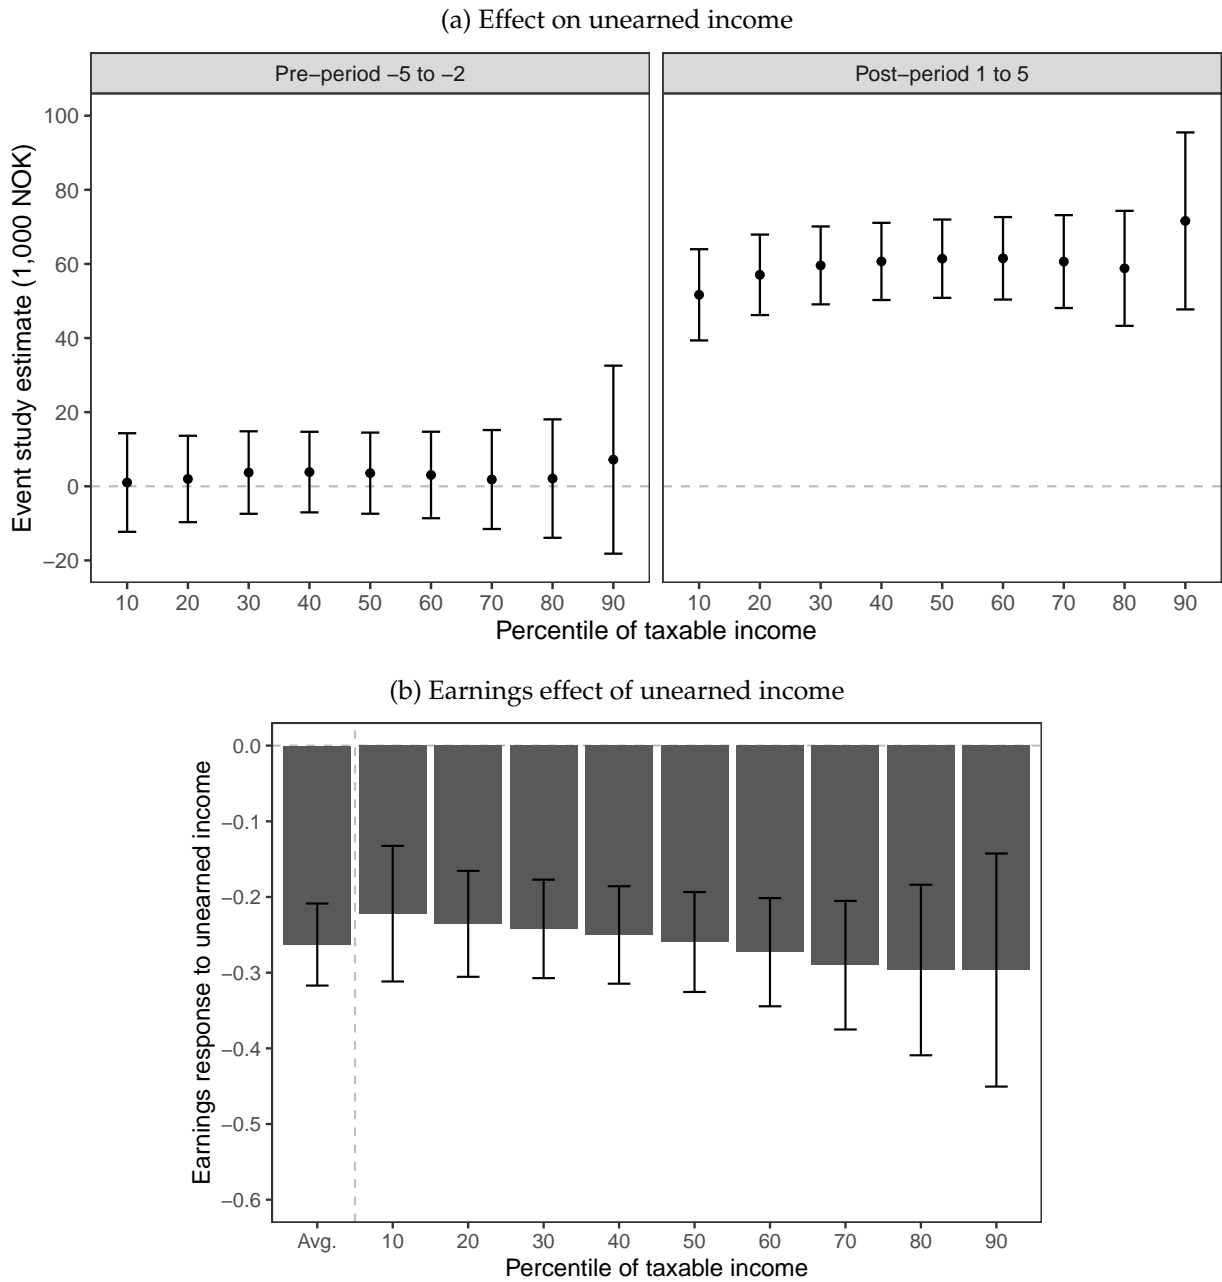 (a) Effect on unearned income
Pre−period −5 to −2
Post−period 1 to 5
Event study estimate (1,000 NOK)
100
80
60
40
20
0
−20
10 20 30 40 50 60 70 80 90
10 20 30 40 50 60 70 80 90
Percentile of taxable income
(b) Earnings effect of unearned income
Earnings response to unearned income
0.0
−0.1
−0.2
−0.3
−0.4
−0.5
−0.6
Avg. 10 20 30 40 50 60 70 80 90
Percentile of taxable income